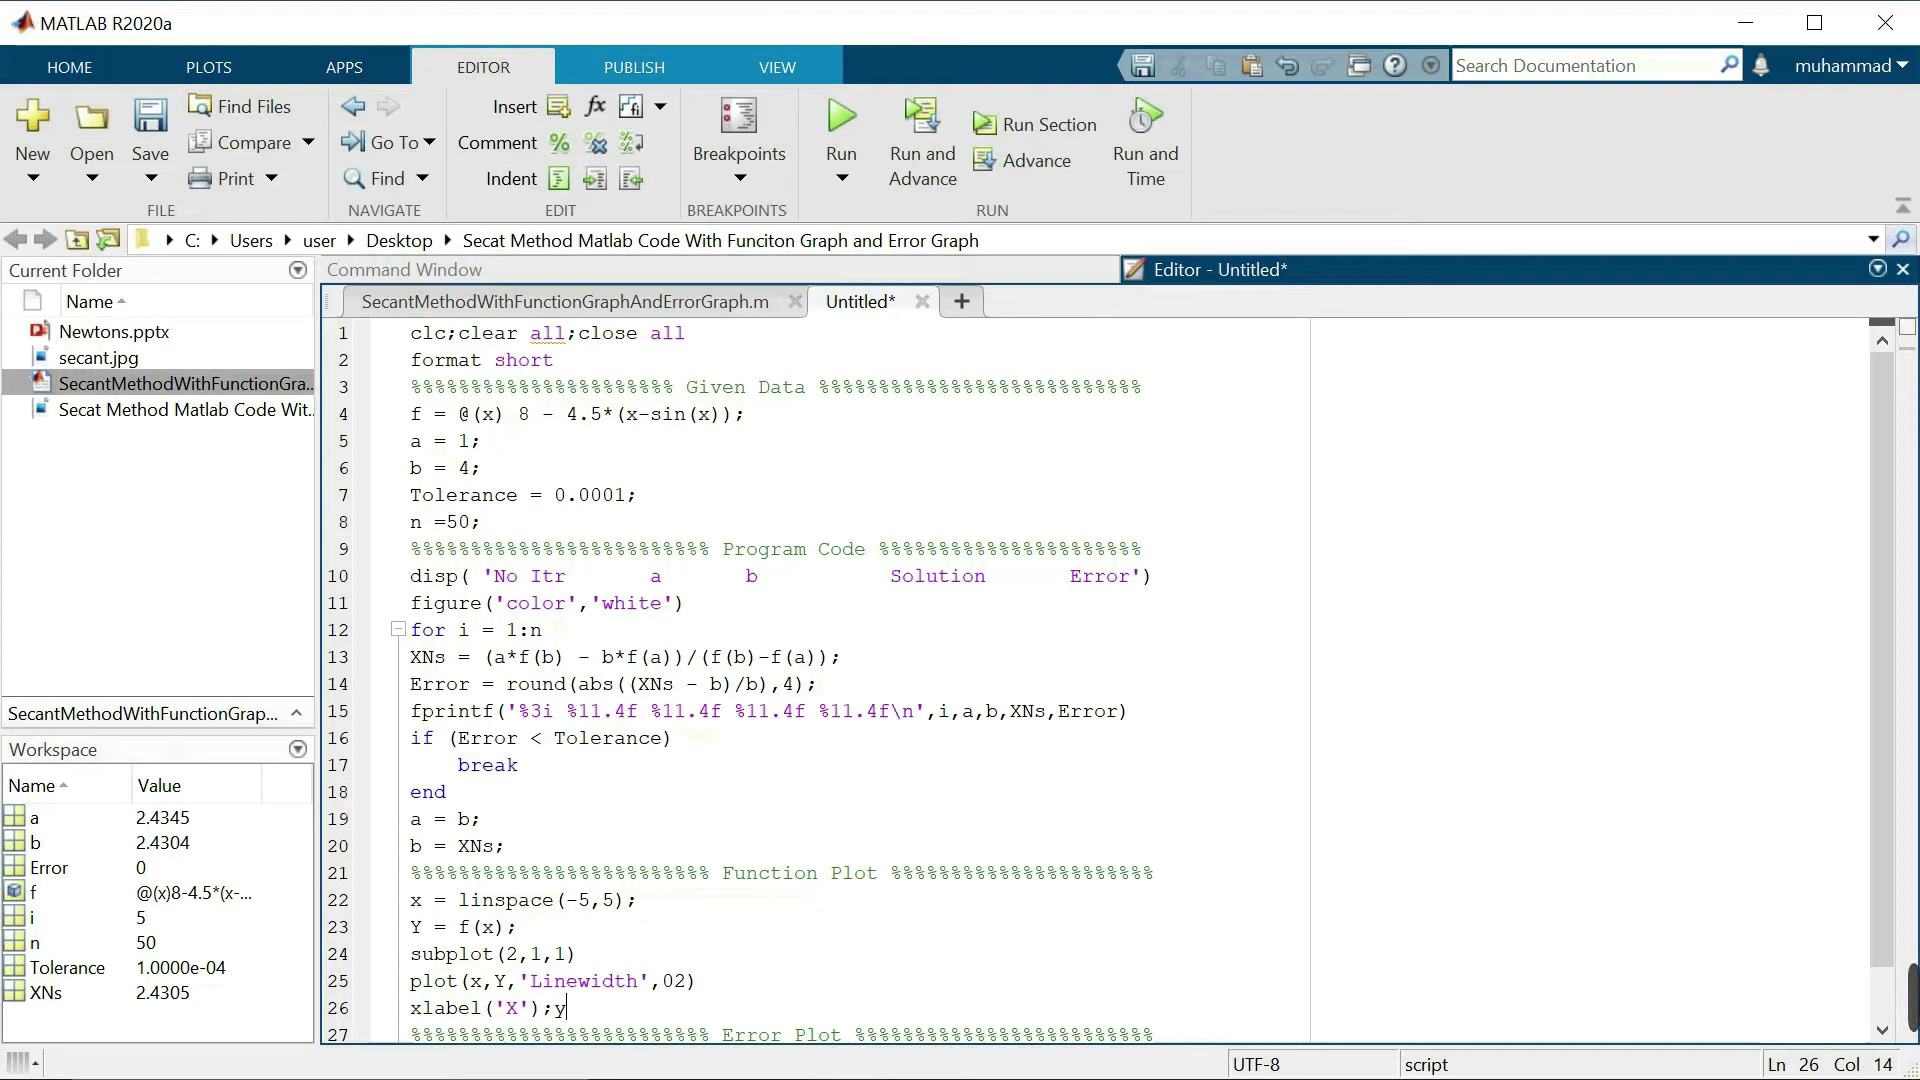 MATLAB R2020a
HOME PLOTS APPS EDITOR PUBLISH VIEW Search Documentation muhammad
New Open Save Find Files Compare Print FILE
Go To Find NAVIGATE
Insert fx Comment Indent EDIT
Breakpoints BREAKPOINTS
Run Run and Advance Run Section Advance Run and Time RUN
C: Users user Desktop Secat Method Matlab Code With Funciton Graph and Error Graph
Current Folder
Name
Newtons.pptx
secant.jpg
SecantMethodWithFunctionGra...
Secat Method Matlab Code Wit...
SecantMethodWithFunctionGrap...
Workspace
Name Value
a 2.4345
b 2.4304
Error 0
f @(x)8-4.5*(x-...
i 5
n 50
Tolerance 1.0000e-04
XNs 2.4305
Command Window
Editor - Untitled*
SecantMethodWithFunctionGraphAndErrorGraph.m Untitled*
1 clc;clear all;close all
2 format short
3 %%%%%%%%%%%%%%%%%%%%%% Given Data %%%%%%%%%%%%%%%%%%%%%%%%%%%
4 f = @(x) 8 - 4.5*(x-sin(x));
5 a = 1;
6 b = 4;
7 Tolerance = 0.0001;
8 n =50;
9 %%%%%%%%%%%%%%%%%%%%%%%%% Program Code %%%%%%%%%%%%%%%%%%%%%%
10 disp( 'No Itr       a       b           Solution       Error')
11 figure('color','white')
12 for i = 1:n
13 XNs = (a*f(b) - b*f(a))/(f(b)-f(a));
14 Error = round(abs((XNs - b)/b),4);
15 fprintf('%3i %11.4f %11.4f %11.4f %11.4f\n',i,a,b,XNs,Error)
16 if (Error < Tolerance)
17     break
18 end
19 a = b;
20 b = XNs;
21 %%%%%%%%%%%%%%%%%%%%%%%%% Function Plot %%%%%%%%%%%%%%%%%%%%%%
22 x = linspace(-5,5);
23 Y = f(x);
24 subplot(2,1,1)
25 plot(x,Y,'Linewidth',02)
26 xlabel('X');y
27 %%%%%%%%%%%%%%%%%%%%%%%%% Error Plot %%%%%%%%%%%%%%%%%%%%%%%%%
UTF-8 script Ln 26 Col 14